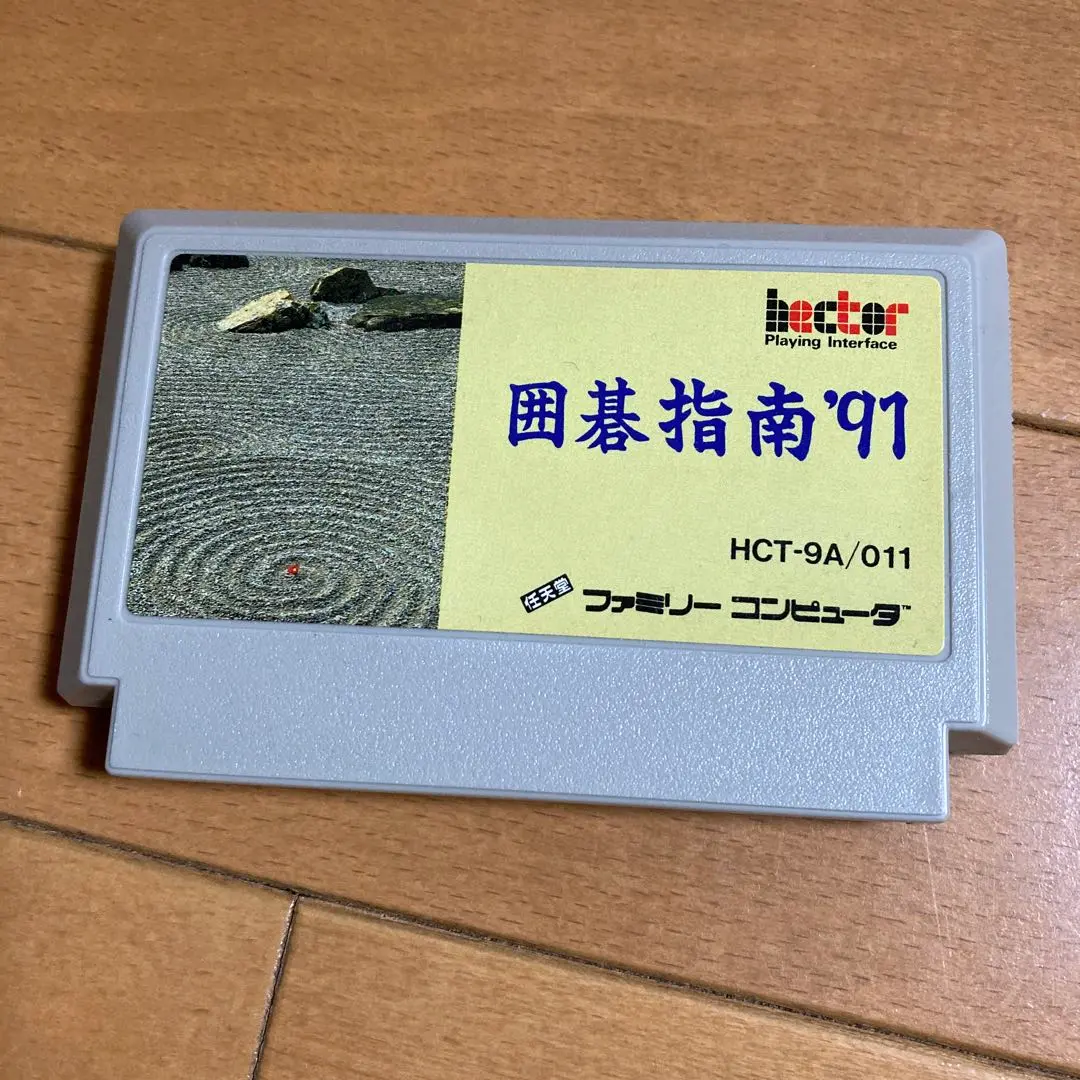 hector
Playing Interface
囲碁指南'91
HCT-9A/011
任天堂 ファミリー コンピュータ™